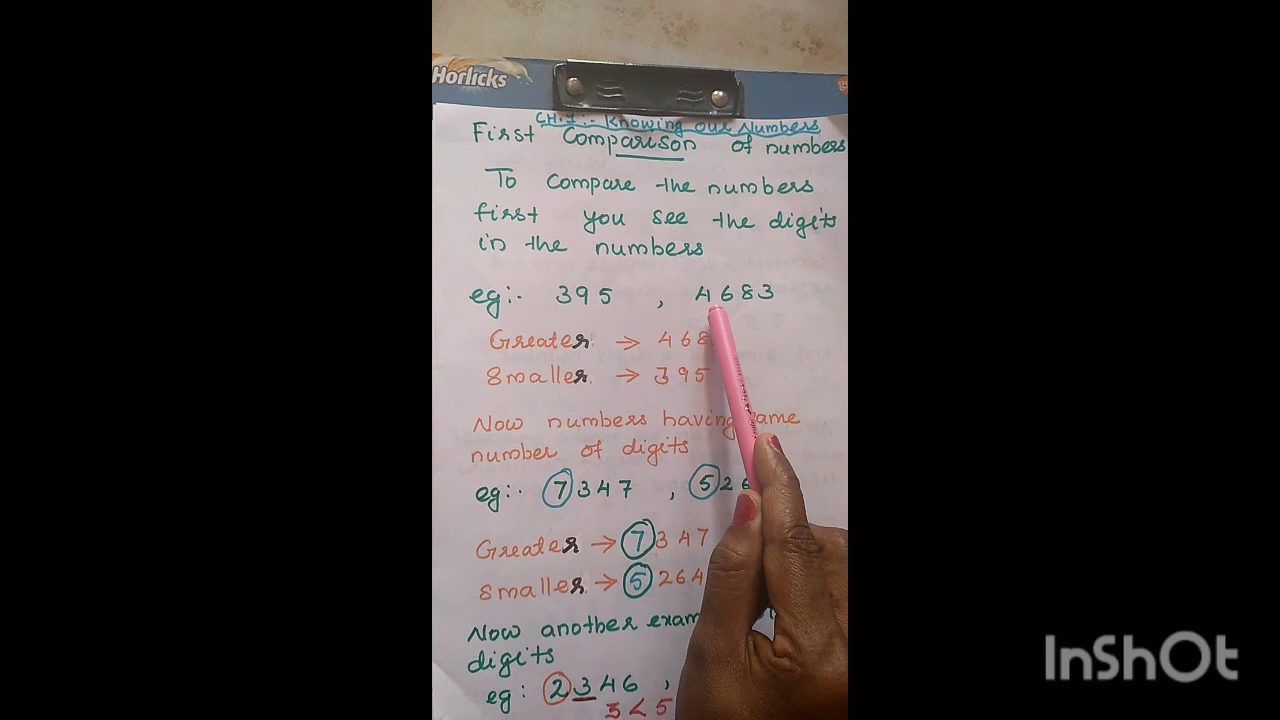 Horlicks
CH.1:- Knowing our Numbers
First Comparison of numbers
To compare the numbers
first you see the digits
in the numbers
eg:- 395 , 4683
Greater → 468
Smaller → 395
Now numbers having same
number of digits
eg:- 7347 , 526
Greater → 7347
Smaller → 5264
Now another
digits
eg: 2346 ,
3 < 5
InShOt